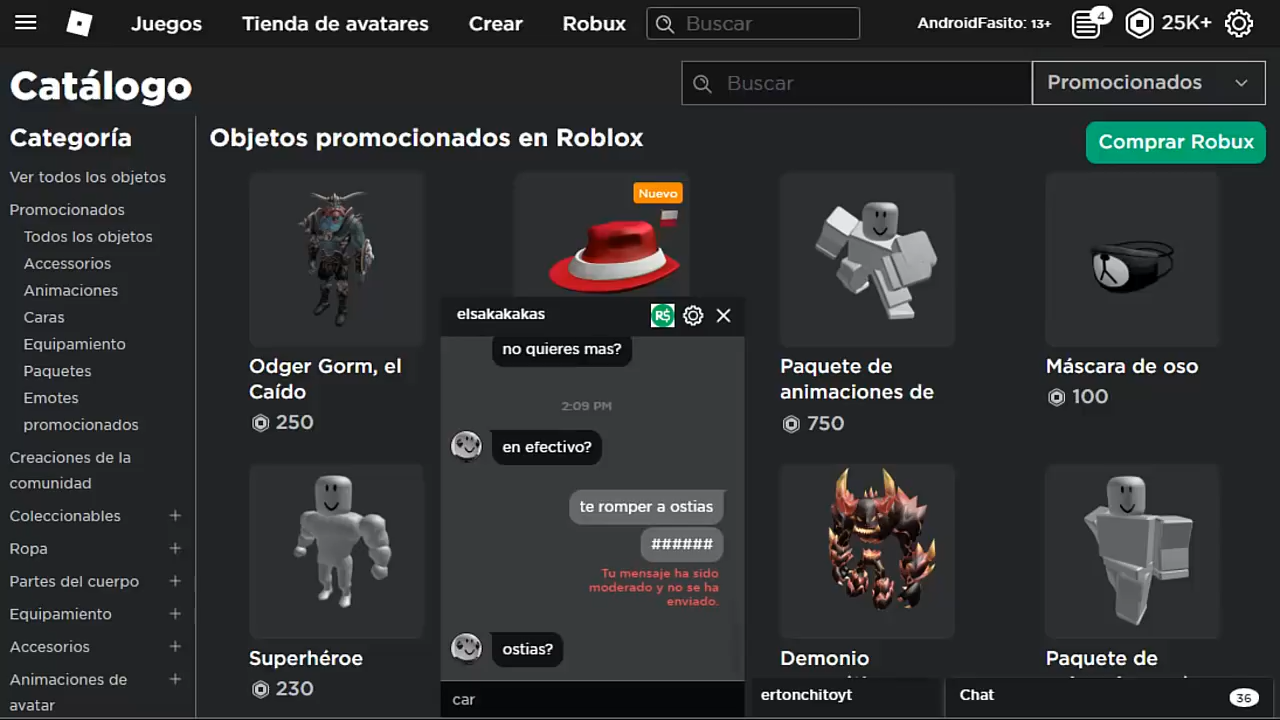 Juegos
Tienda de avatares
Crear
Robux
Buscar
AndroidFasito: 13+
4
25K+
Catálogo
Buscar
Promocionados
Categoría
Ver todos los objetos
Promocionados
Todos los objetos
Accessorios
Animaciones
Caras
Equipamiento
Paquetes
Emotes
promocionados
Creaciones de la
comunidad
Coleccionables +
Ropa +
Partes del cuerpo +
Equipamiento +
Accesorios +
Animaciones de +
avatar
Objetos promocionados en Roblox
Comprar Robux
Odger Gorm, el
Caído
250
Nuevo
Paquete de
animaciones de
750
Máscara de oso
100
Superhéroe
230
Demonio
Paquete de
elsakakakas
R$
no quieres mas?
2:09 PM
en efectivo?
te romper a ostias
######
Tu mensaje ha sido
moderado y no se ha
enviado.
ostias?
car
ertonchitoyt
Chat
36